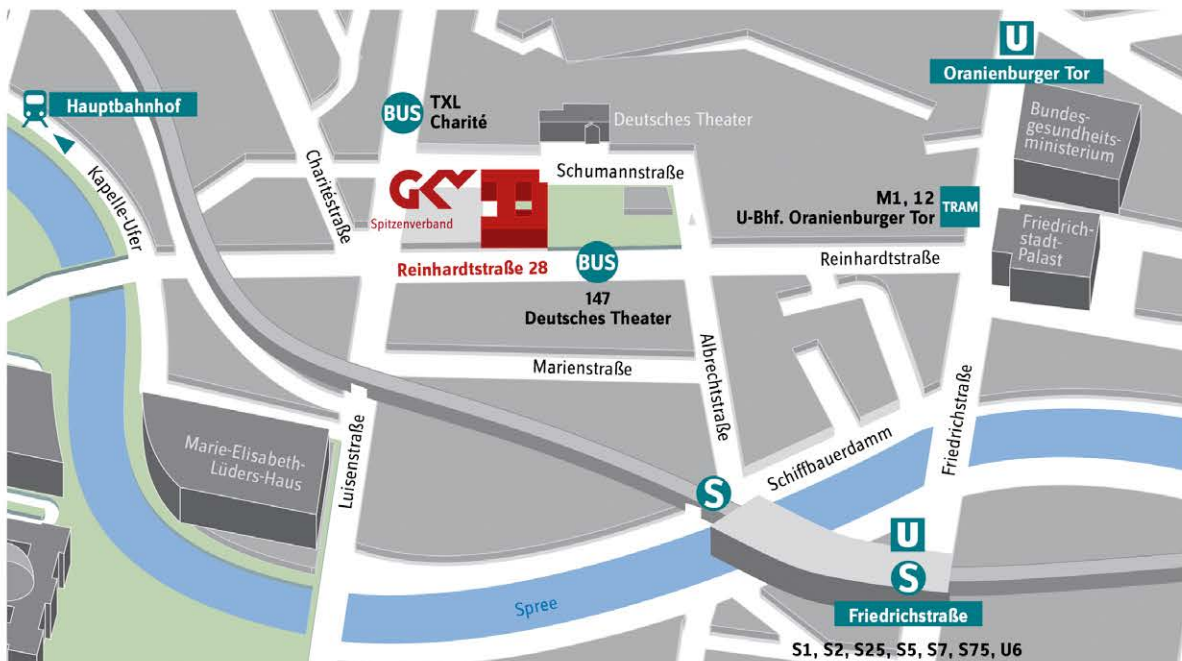 U
Oranienburger Tor
Hauptbahnhof
BUS
TXL
Charité
Deutsches Theater
Bundes-
gesundheits-
ministerium
Kapelle-Ufer
Charitéstraße
GKV
Spitzenverband
Schumannstraße
M1, 12
U-Bhf. Oranienburger Tor
TRAM
Friedrich-
stadt-
Palast
Reinhardtstraße 28
BUS
147
Deutsches Theater
Reinhardtstraße
Marienstraße
Albrechtstraße
Friedrichstraße
Marie-Elisabeth-
Lüders-Haus
Luisenstraße
Schiffbauerdamm
S
U
S
Spree
Friedrichstraße
S1, S2, S25, S5, S7, S75, U6